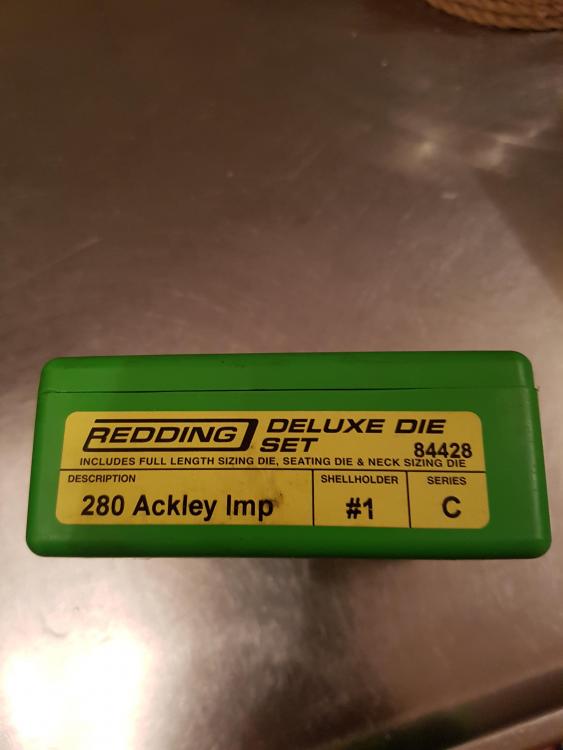 REDDING DELUXE DIE SET 84428
INCLUDES FULL LENGTH SIZING DIE, SEATING DIE & NECK SIZING DIE
DESCRIPTION SHELLHOLDER SERIES
280 Ackley Imp #1 C